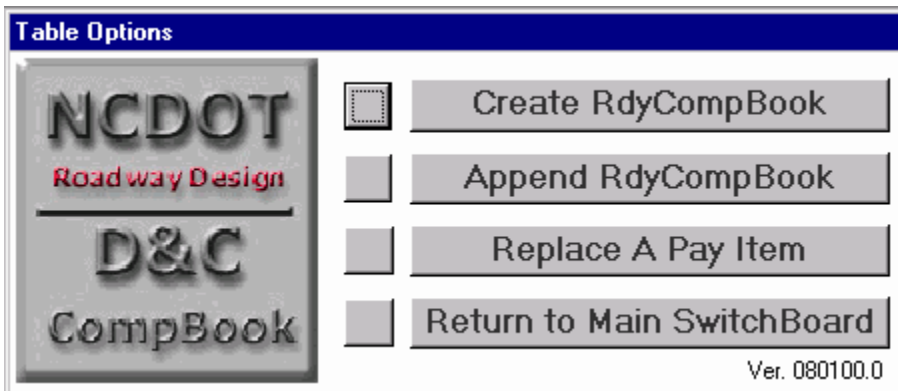 Table Options
NCDOT
Roadway Design
D&C
CompBook
Create RdyCompBook
Append RdyCompBook
Replace A Pay Item
Return to Main SwitchBoard
Ver. 080100.0